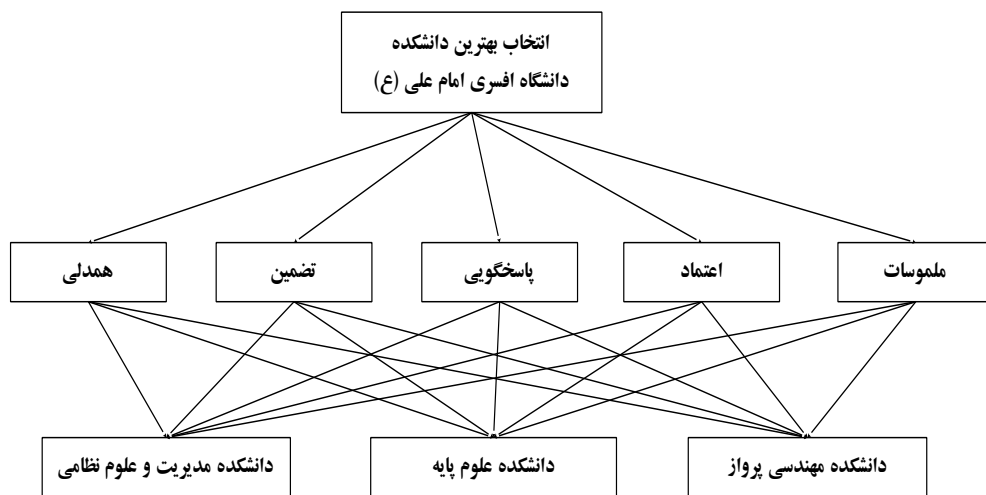 انتخاب بهترین دانشکده
دانشگاه افسری امام علی (ع)
ملموسات
اعتماد
پاسخگویی
تضمین
همدلی
دانشکده مهندسی پرواز
دانشکده علوم پایه
دانشکده مدیریت و علوم نظامی